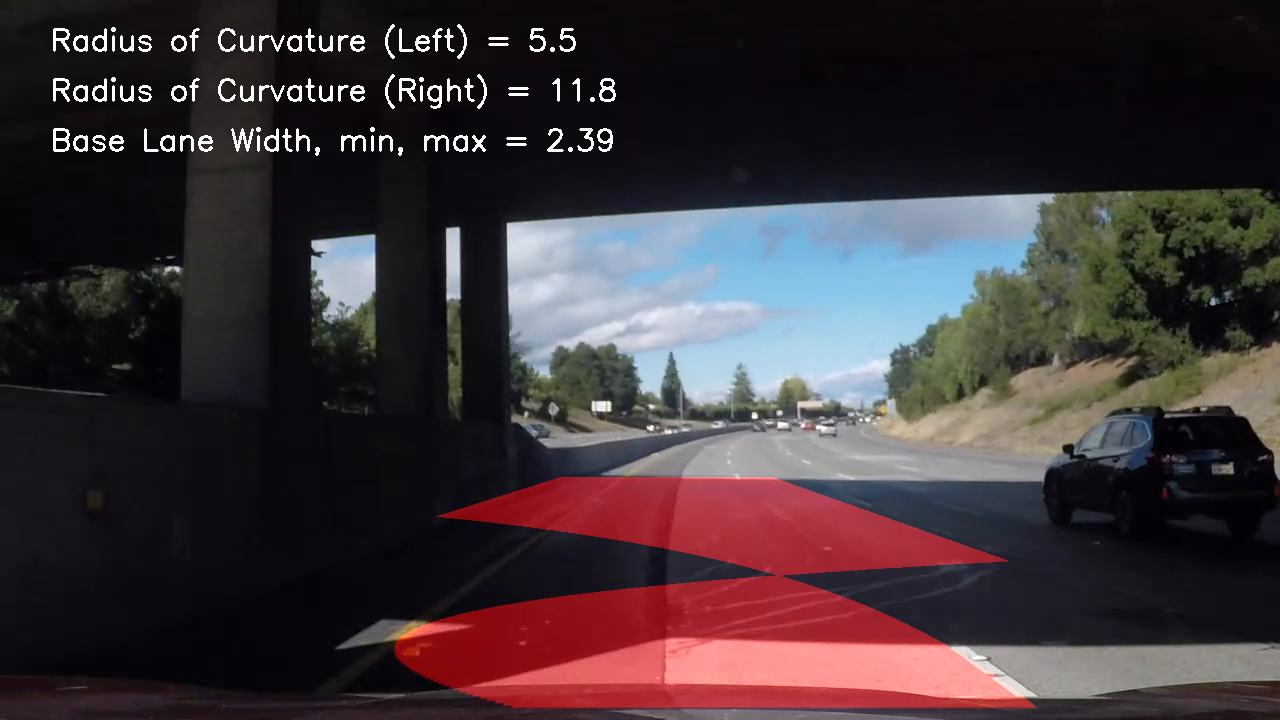 Radius of Curvature (Left) = 5.5
Radius of Curvature (Right) = 11.8
Base Lane Width, min, max = 2.39